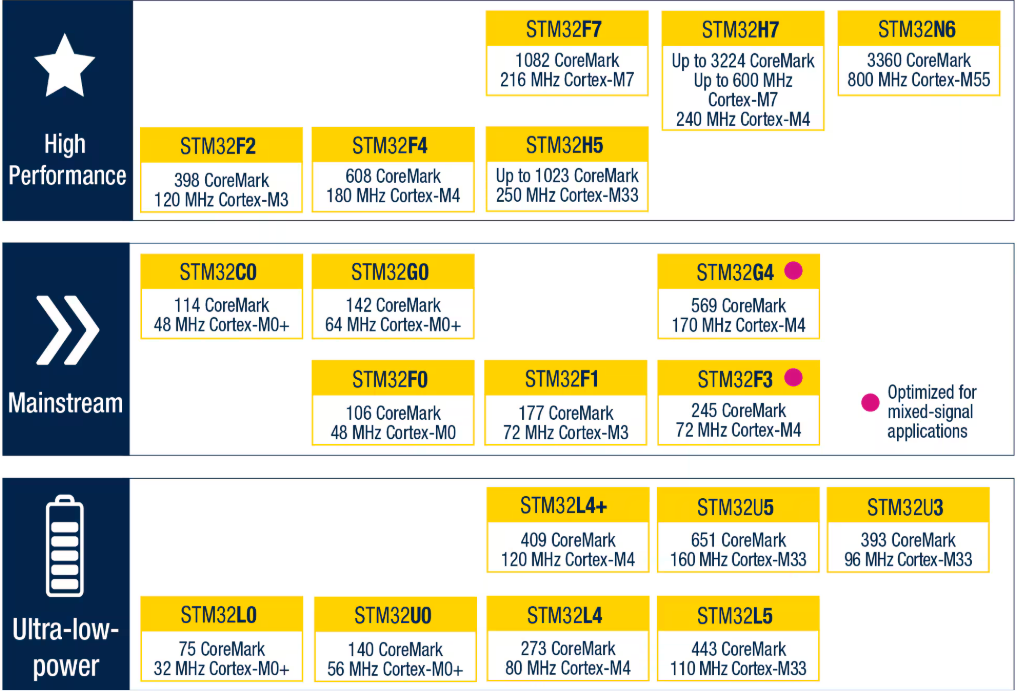 High
Performance
STM32F7
1082 CoreMark
216 MHz Cortex-M7
STM32H7
Up to 3224 CoreMark
Up to 600 MHz
Cortex-M7
240 MHz Cortex-M4
STM32N6
3360 CoreMark
800 MHz Cortex-M55
STM32F2
398 CoreMark
120 MHz Cortex-M3
STM32F4
608 CoreMark
180 MHz Cortex-M4
STM32H5
Up to 1023 CoreMark
250 MHz Cortex-M33
Mainstream
STM32C0
114 CoreMark
48 MHz Cortex-M0+
STM32G0
142 CoreMark
64 MHz Cortex-M0+
STM32G4
569 CoreMark
170 MHz Cortex-M4
STM32F0
106 CoreMark
48 MHz Cortex-M0
STM32F1
177 CoreMark
72 MHz Cortex-M3
STM32F3
245 CoreMark
72 MHz Cortex-M4
Optimized for
mixed-signal
applications
Ultra-low-
power
STM32L4+
409 CoreMark
120 MHz Cortex-M4
STM32U5
651 CoreMark
160 MHz Cortex-M33
STM32U3
393 CoreMark
96 MHz Cortex-M33
STM32L0
75 CoreMark
32 MHz Cortex-M0+
STM32U0
140 CoreMark
56 MHz Cortex-M0+
STM32L4
273 CoreMark
80 MHz Cortex-M4
STM32L5
443 CoreMark
110 MHz Cortex-M33